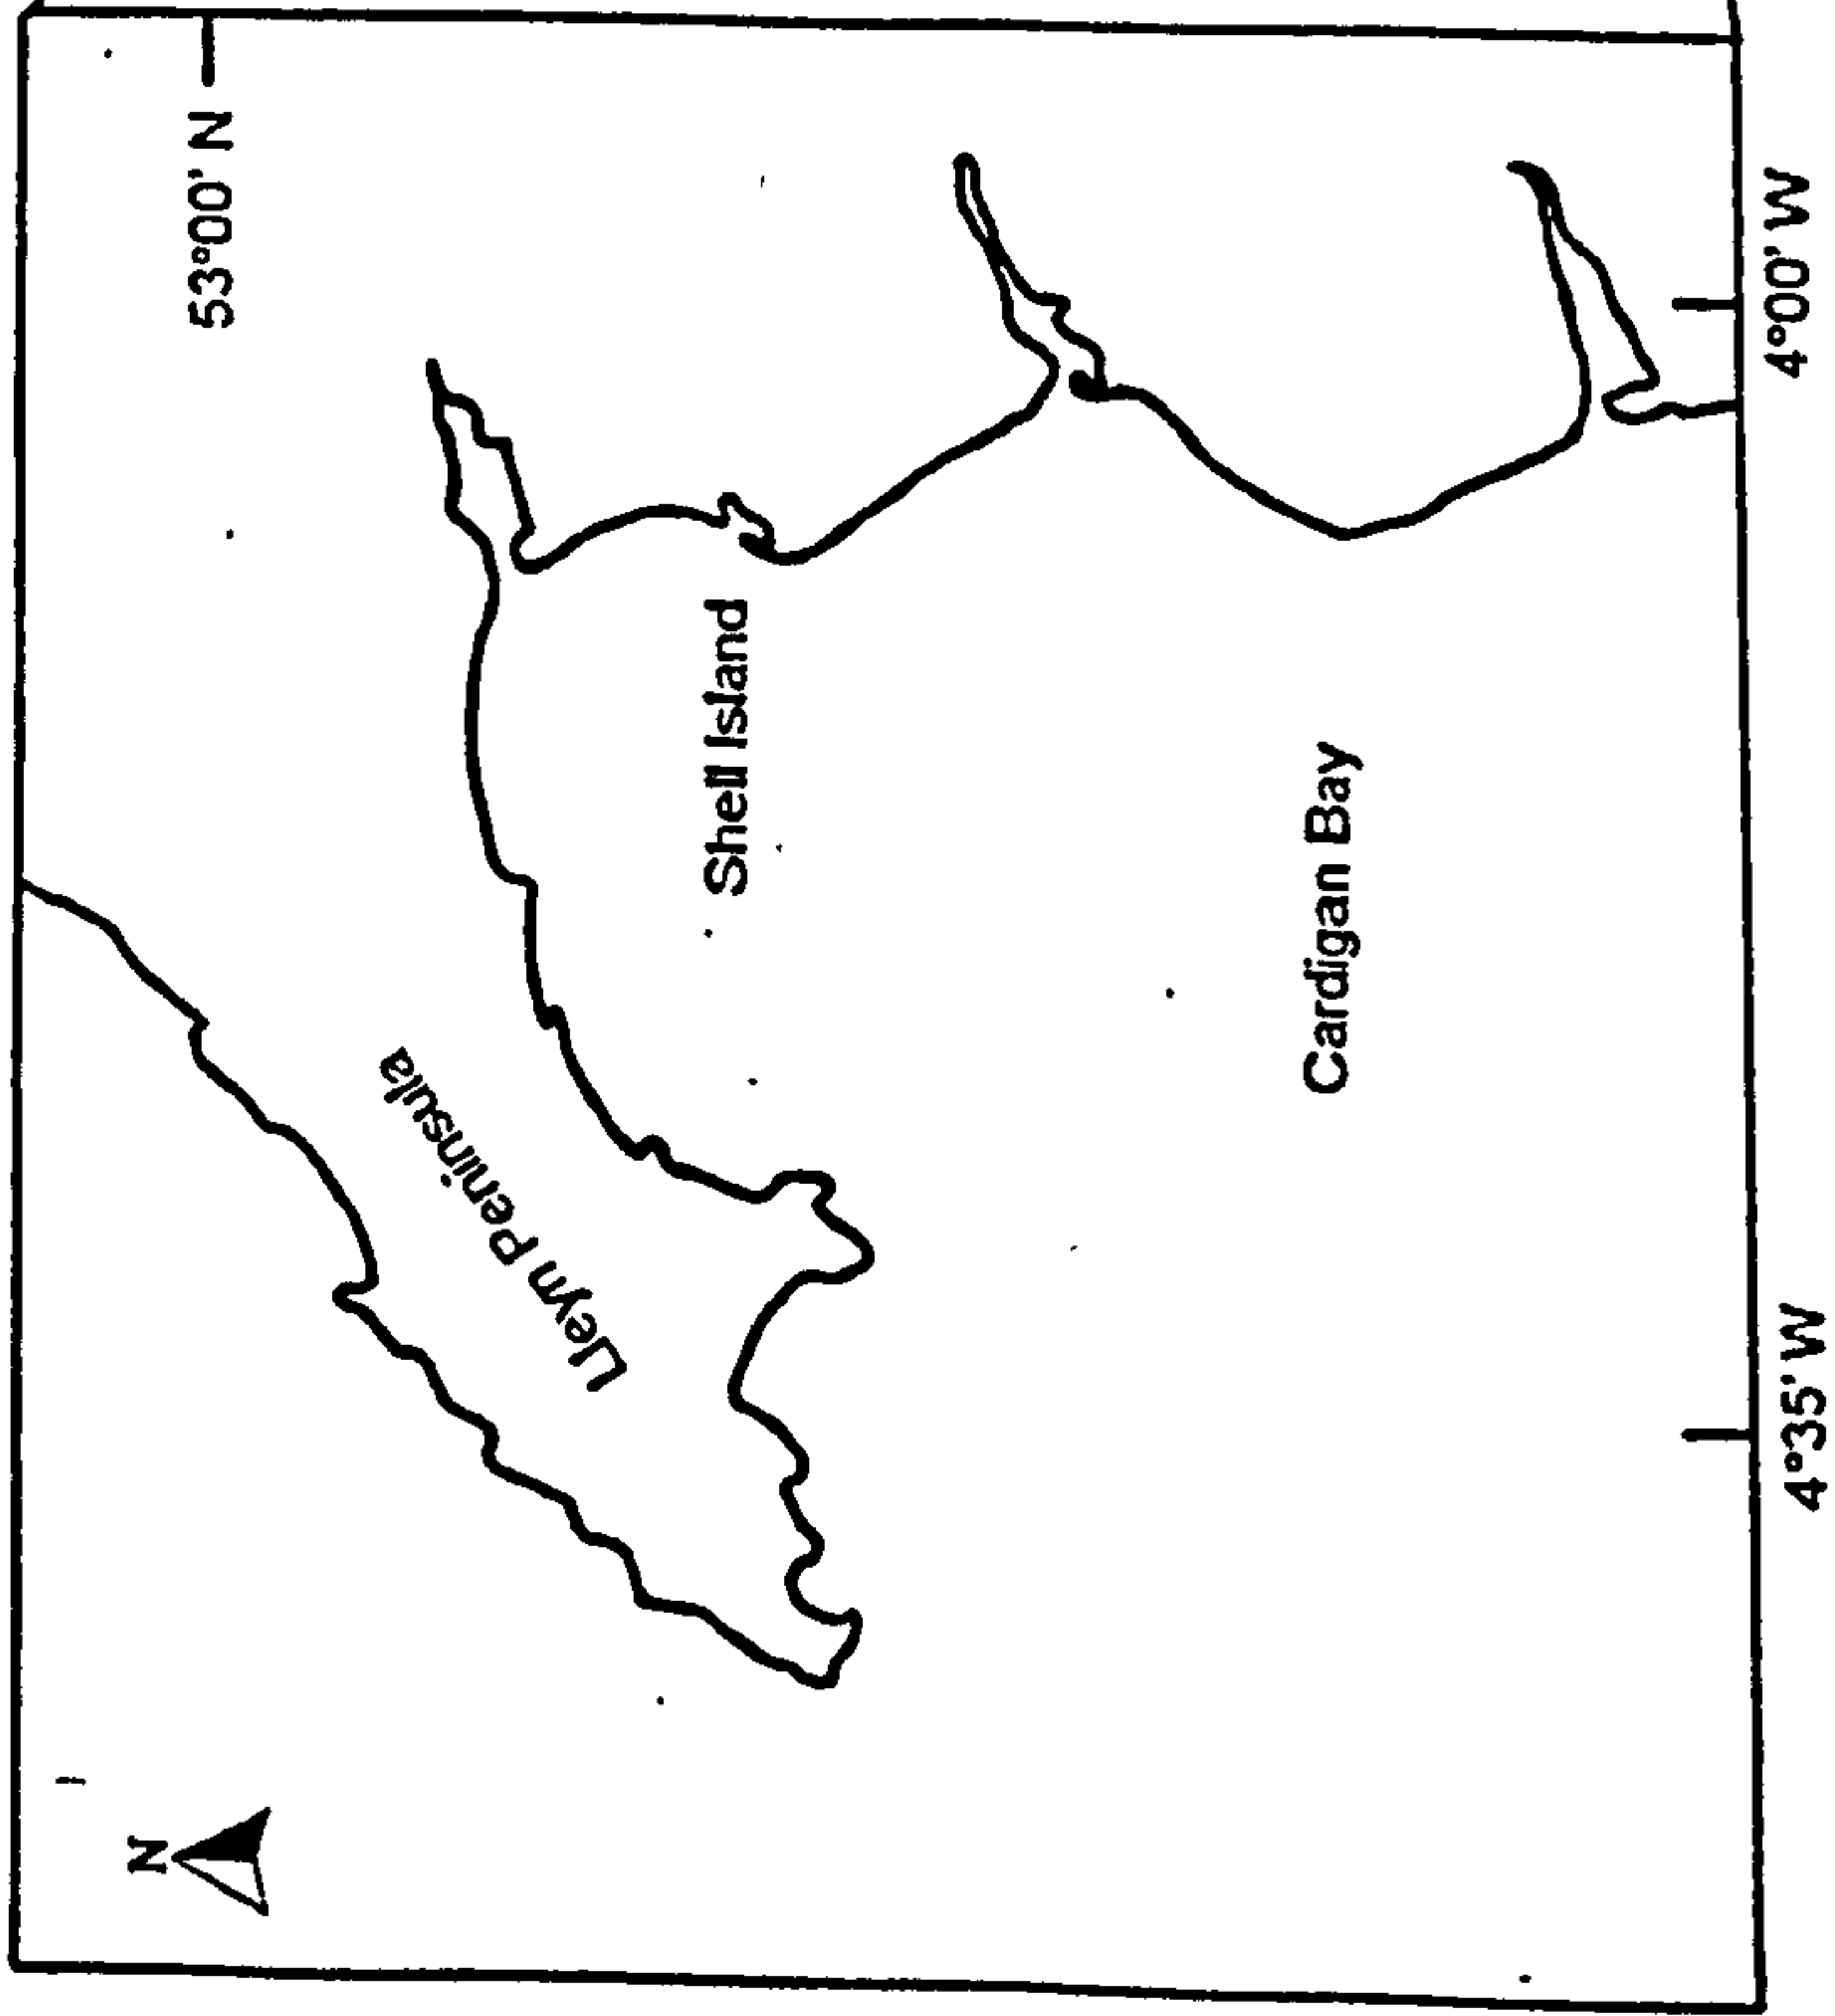 N
53°00' N
Lleyn Peninsula
Shell Island
Cardigan Bay
4°35' W
4°00' W